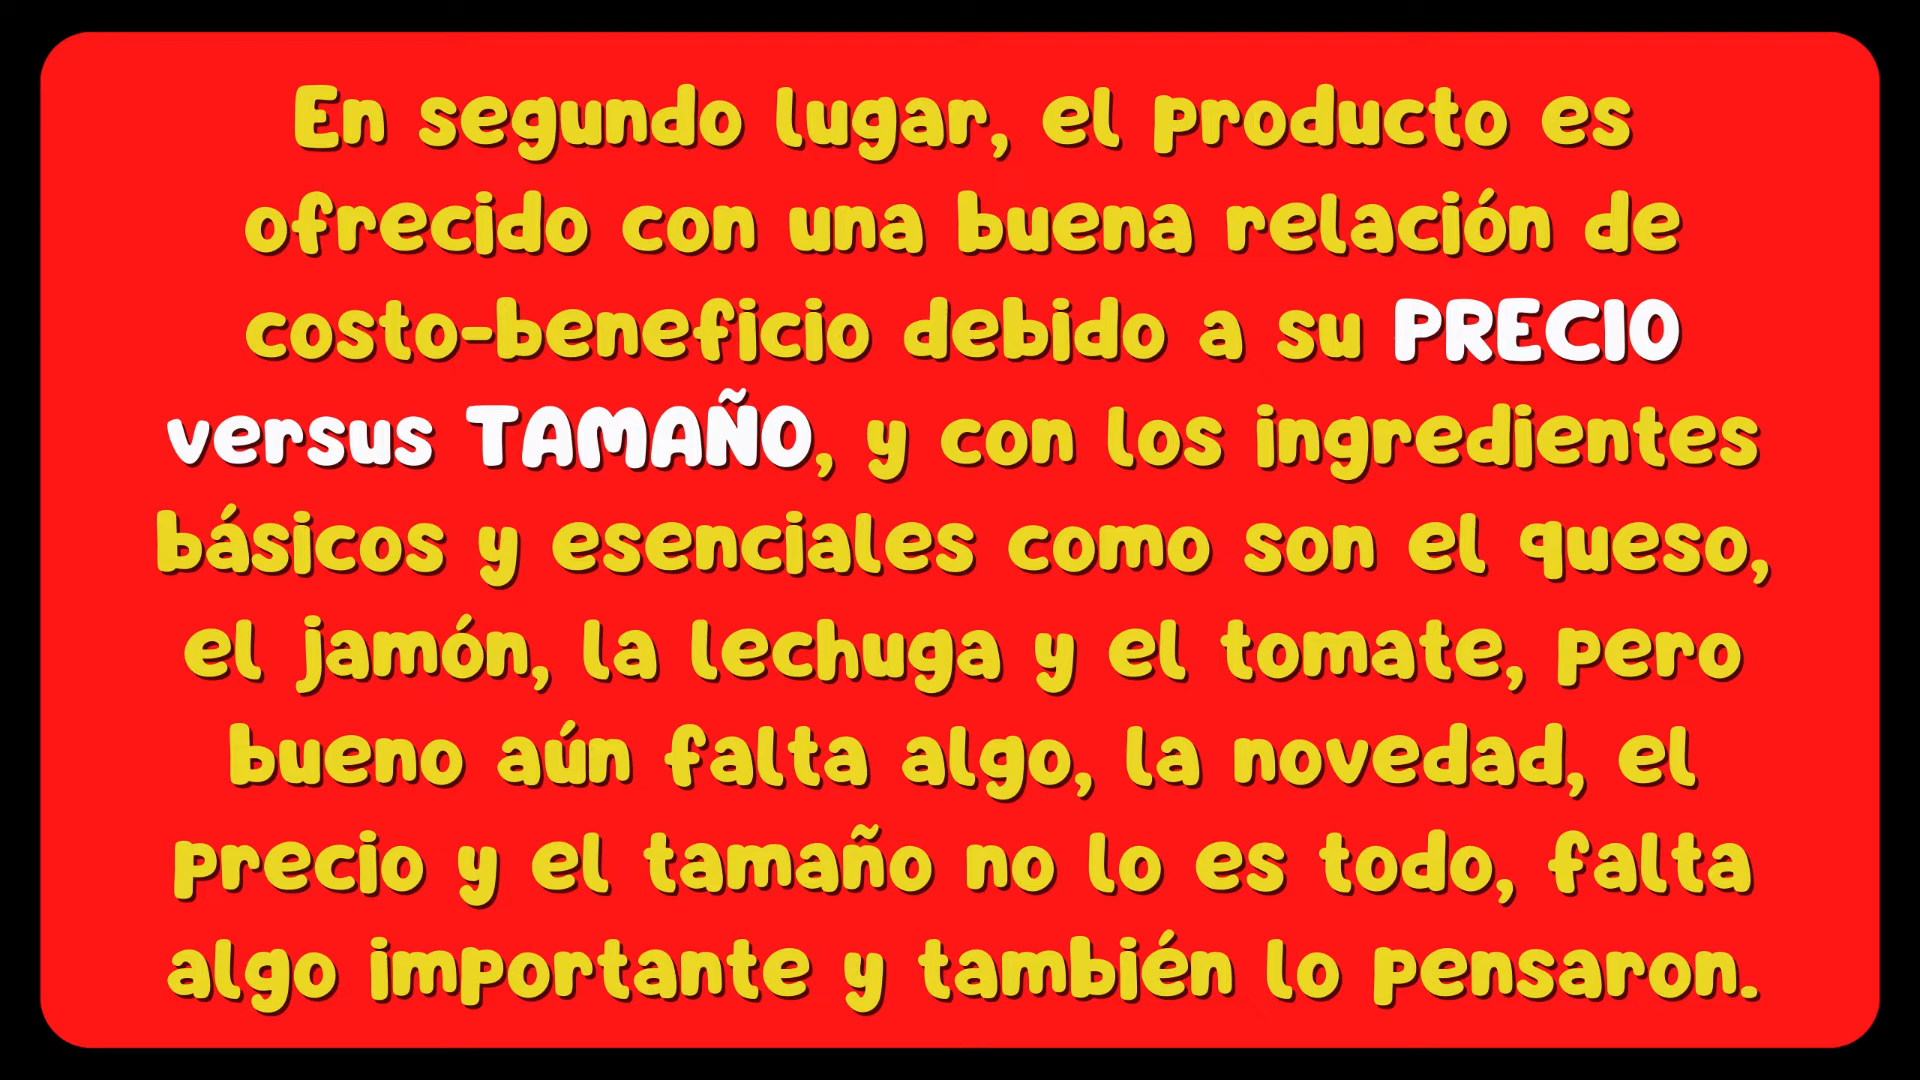 En segundo lugar, el producto es
ofrecido con una buena relación de
costo-beneficio debido a su PRECIO
versus TAMAÑO, y con los ingredientes
básicos y esenciales como son el queso,
el jamón, la lechuga y el tomate, pero
bueno aún falta algo, la novedad, el
precio y el tamaño no lo es todo, falta
algo importante y también lo pensaron.